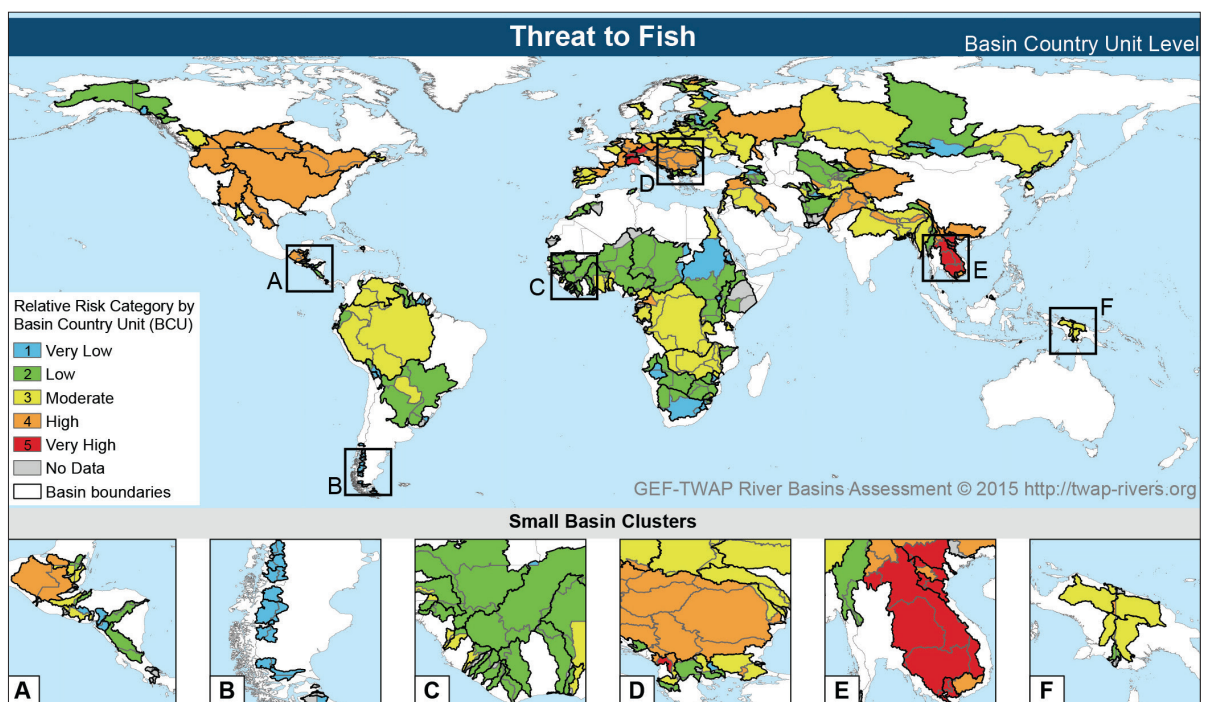 Threat to Fish
Basin Country Unit Level
A
B
C
D
E
F
Relative Risk Category by
Basin Country Unit (BCU)
1 Very Low
2 Low
3 Moderate
4 High
5 Very High
No Data
Basin boundaries
GEF-TWAP River Basins Assessment © 2015 http://twap-rivers.org
Small Basin Clusters
A
B
C
D
E
F